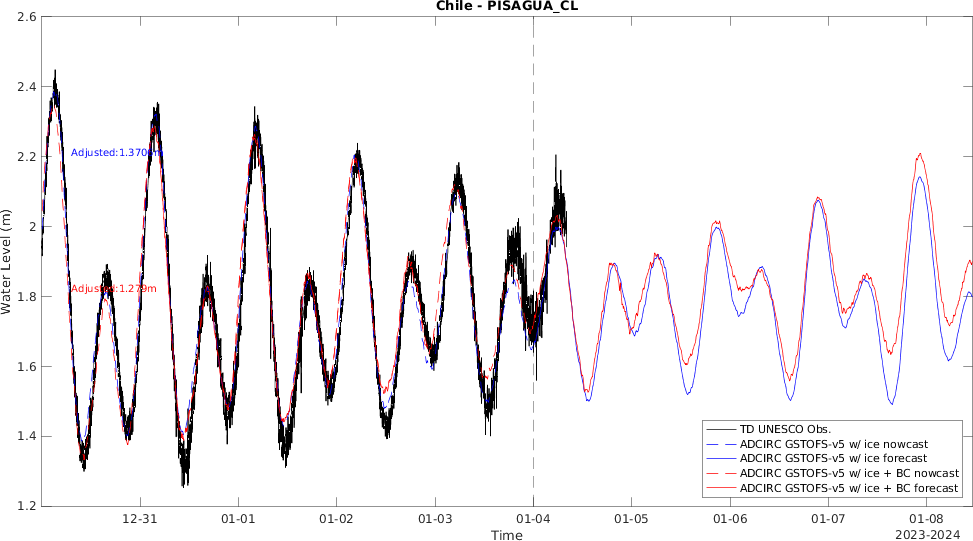 Chile - PISAGUA_CL
Water Level (m)
2.6
2.4
2.2
2
1.8
1.6
1.4
1.2
Adjusted:1.370m
Adjusted:1.279m
TD UNESCO Obs.
ADCIRC GSTOFS-v5 w/ ice nowcast
ADCIRC GSTOFS-v5 w/ ice forecast
ADCIRC GSTOFS-v5 w/ ice + BC nowcast
ADCIRC GSTOFS-v5 w/ ice + BC forecast
12-31 01-01 01-02 01-03 01-04 01-05 01-06 01-07 01-08
Time
2023-2024